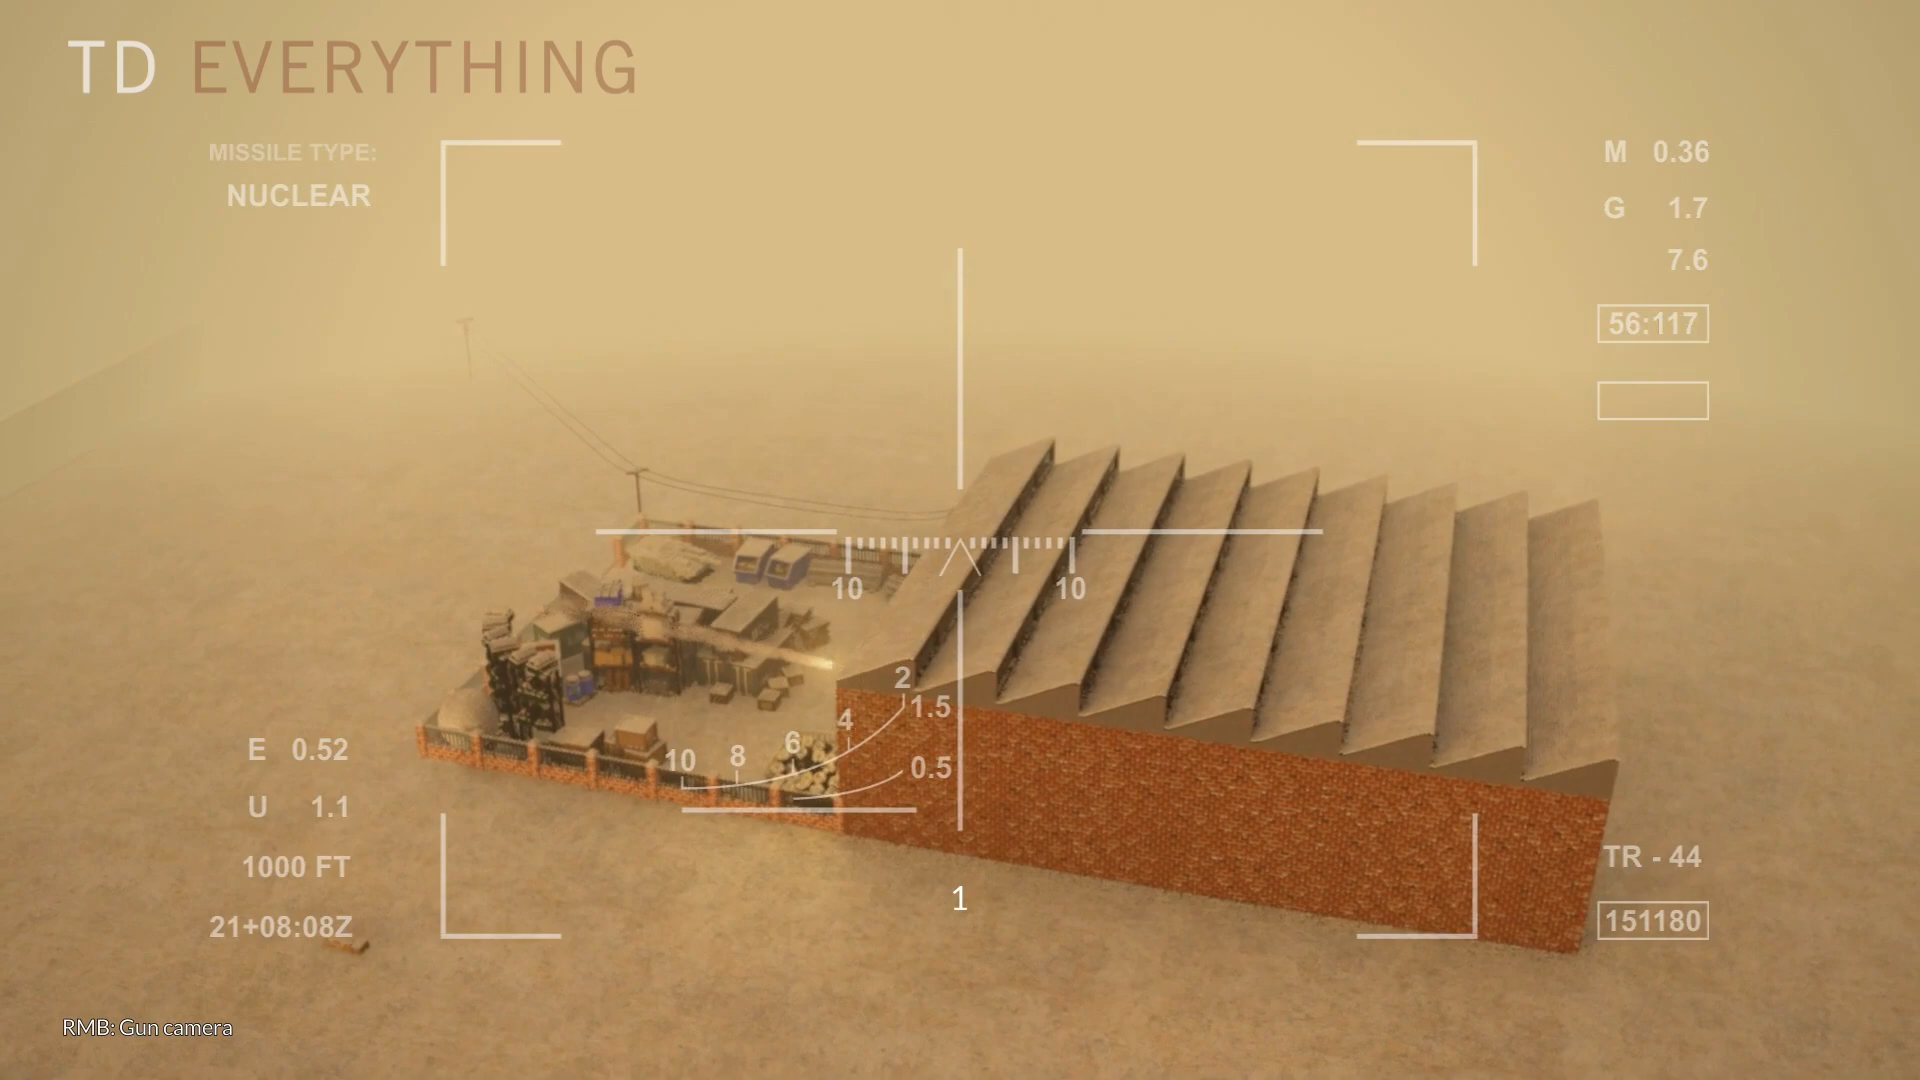 TD EVERYTHING
MISSILE TYPE:
NUCLEAR
M 0.36
G 1.7
7.6
56:117
10 10
2
1.5
4
6
8
10
0.5
E 0.52
U 1.1
1000 FT
21+08:08Z
1
TR - 44
151180
RMB: Gun camera